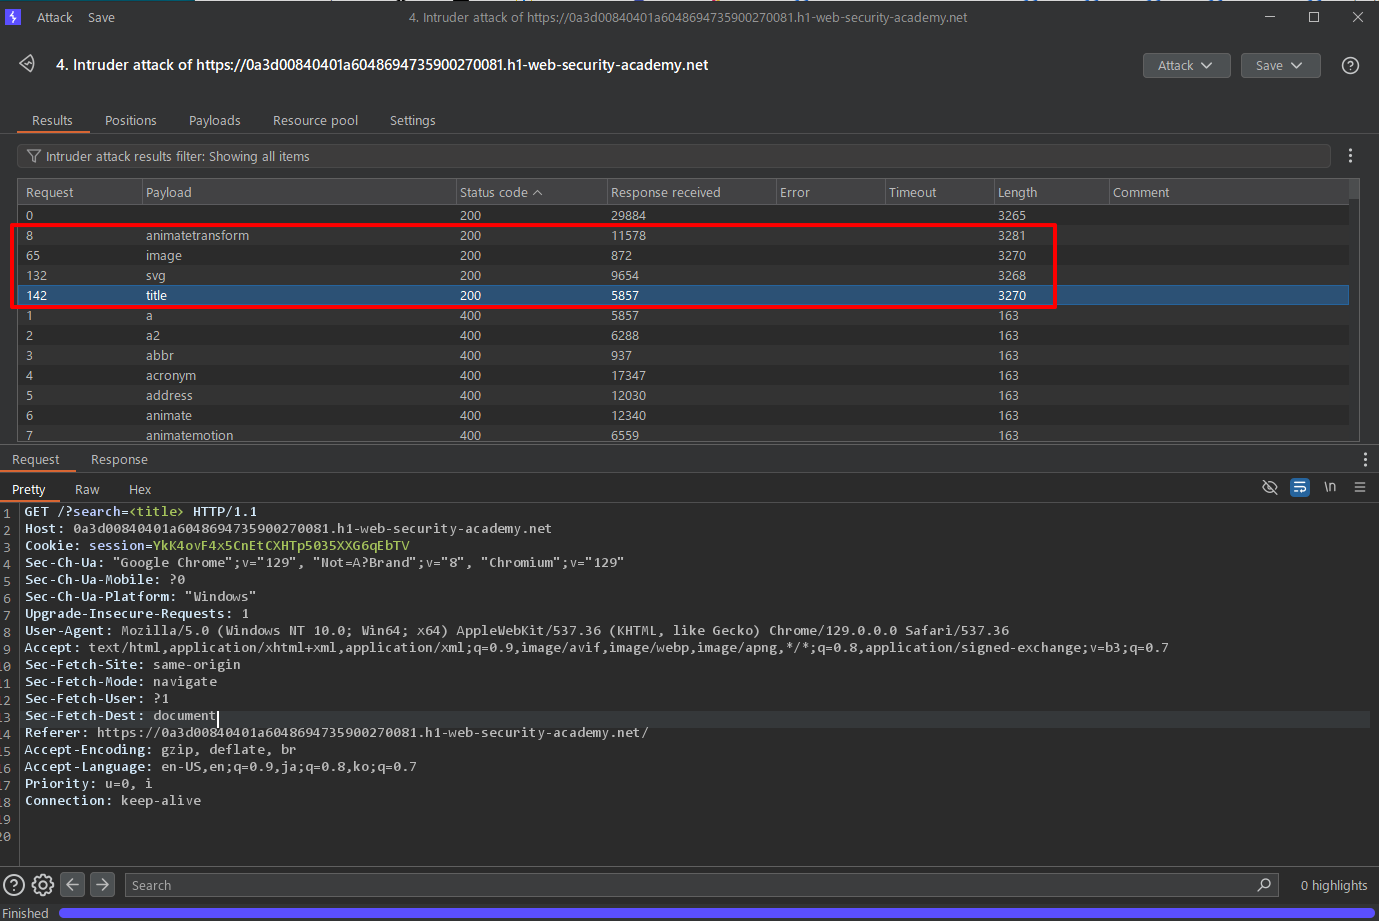 Attack Save 4. Intruder attack of https://0a3d00840401a6048694735900270081.h1-web-security-academy.net
4. Intruder attack of https://0a3d00840401a6048694735900270081.h1-web-security-academy.net Attack Save ?
Results Positions Payloads Resource pool Settings
Intruder attack results filter: Showing all items
Request Payload Status code Response received Error Timeout Length Comment
0 200 29884 3265
8 animatetransform 200 11578 3281
65 image 200 872 3270
132 svg 200 9654 3268
142 title 200 5857 3270
1 a 400 5857 163
2 a2 400 6288 163
3 abbr 400 937 163
4 acronym 400 17347 163
5 address 400 12030 163
6 animate 400 12340 163
7 animatemotion 400 6559 163
Request Response
Pretty Raw Hex \n
1 GET /?search=<title> HTTP/1.1
2 Host: 0a3d00840401a6048694735900270081.h1-web-security-academy.net
3 Cookie: session=YkK4ovF4x5CnEtCXHTp5035XXG6qEbTV
4 Sec-Ch-Ua: "Google Chrome";v="129", "Not=A?Brand";v="8", "Chromium";v="129"
5 Sec-Ch-Ua-Mobile: ?0
6 Sec-Ch-Ua-Platform: "Windows"
7 Upgrade-Insecure-Requests: 1
8 User-Agent: Mozilla/5.0 (Windows NT 10.0; Win64; x64) AppleWebKit/537.36 (KHTML, like Gecko) Chrome/129.0.0.0 Safari/537.36
9 Accept: text/html,application/xhtml+xml,application/xml;q=0.9,image/avif,image/webp,image/apng,*/*;q=0.8,application/signed-exchange;v=b3;q=0.7
10 Sec-Fetch-Site: same-origin
11 Sec-Fetch-Mode: navigate
12 Sec-Fetch-User: ?1
13 Sec-Fetch-Dest: document
14 Referer: https://0a3d00840401a6048694735900270081.h1-web-security-academy.net/
15 Accept-Encoding: gzip, deflate, br
16 Accept-Language: en-US,en;q=0.9,ja;q=0.8,ko;q=0.7
17 Priority: u=0, i
18 Connection: keep-alive
19
20
? Search 0 highlights
Finished